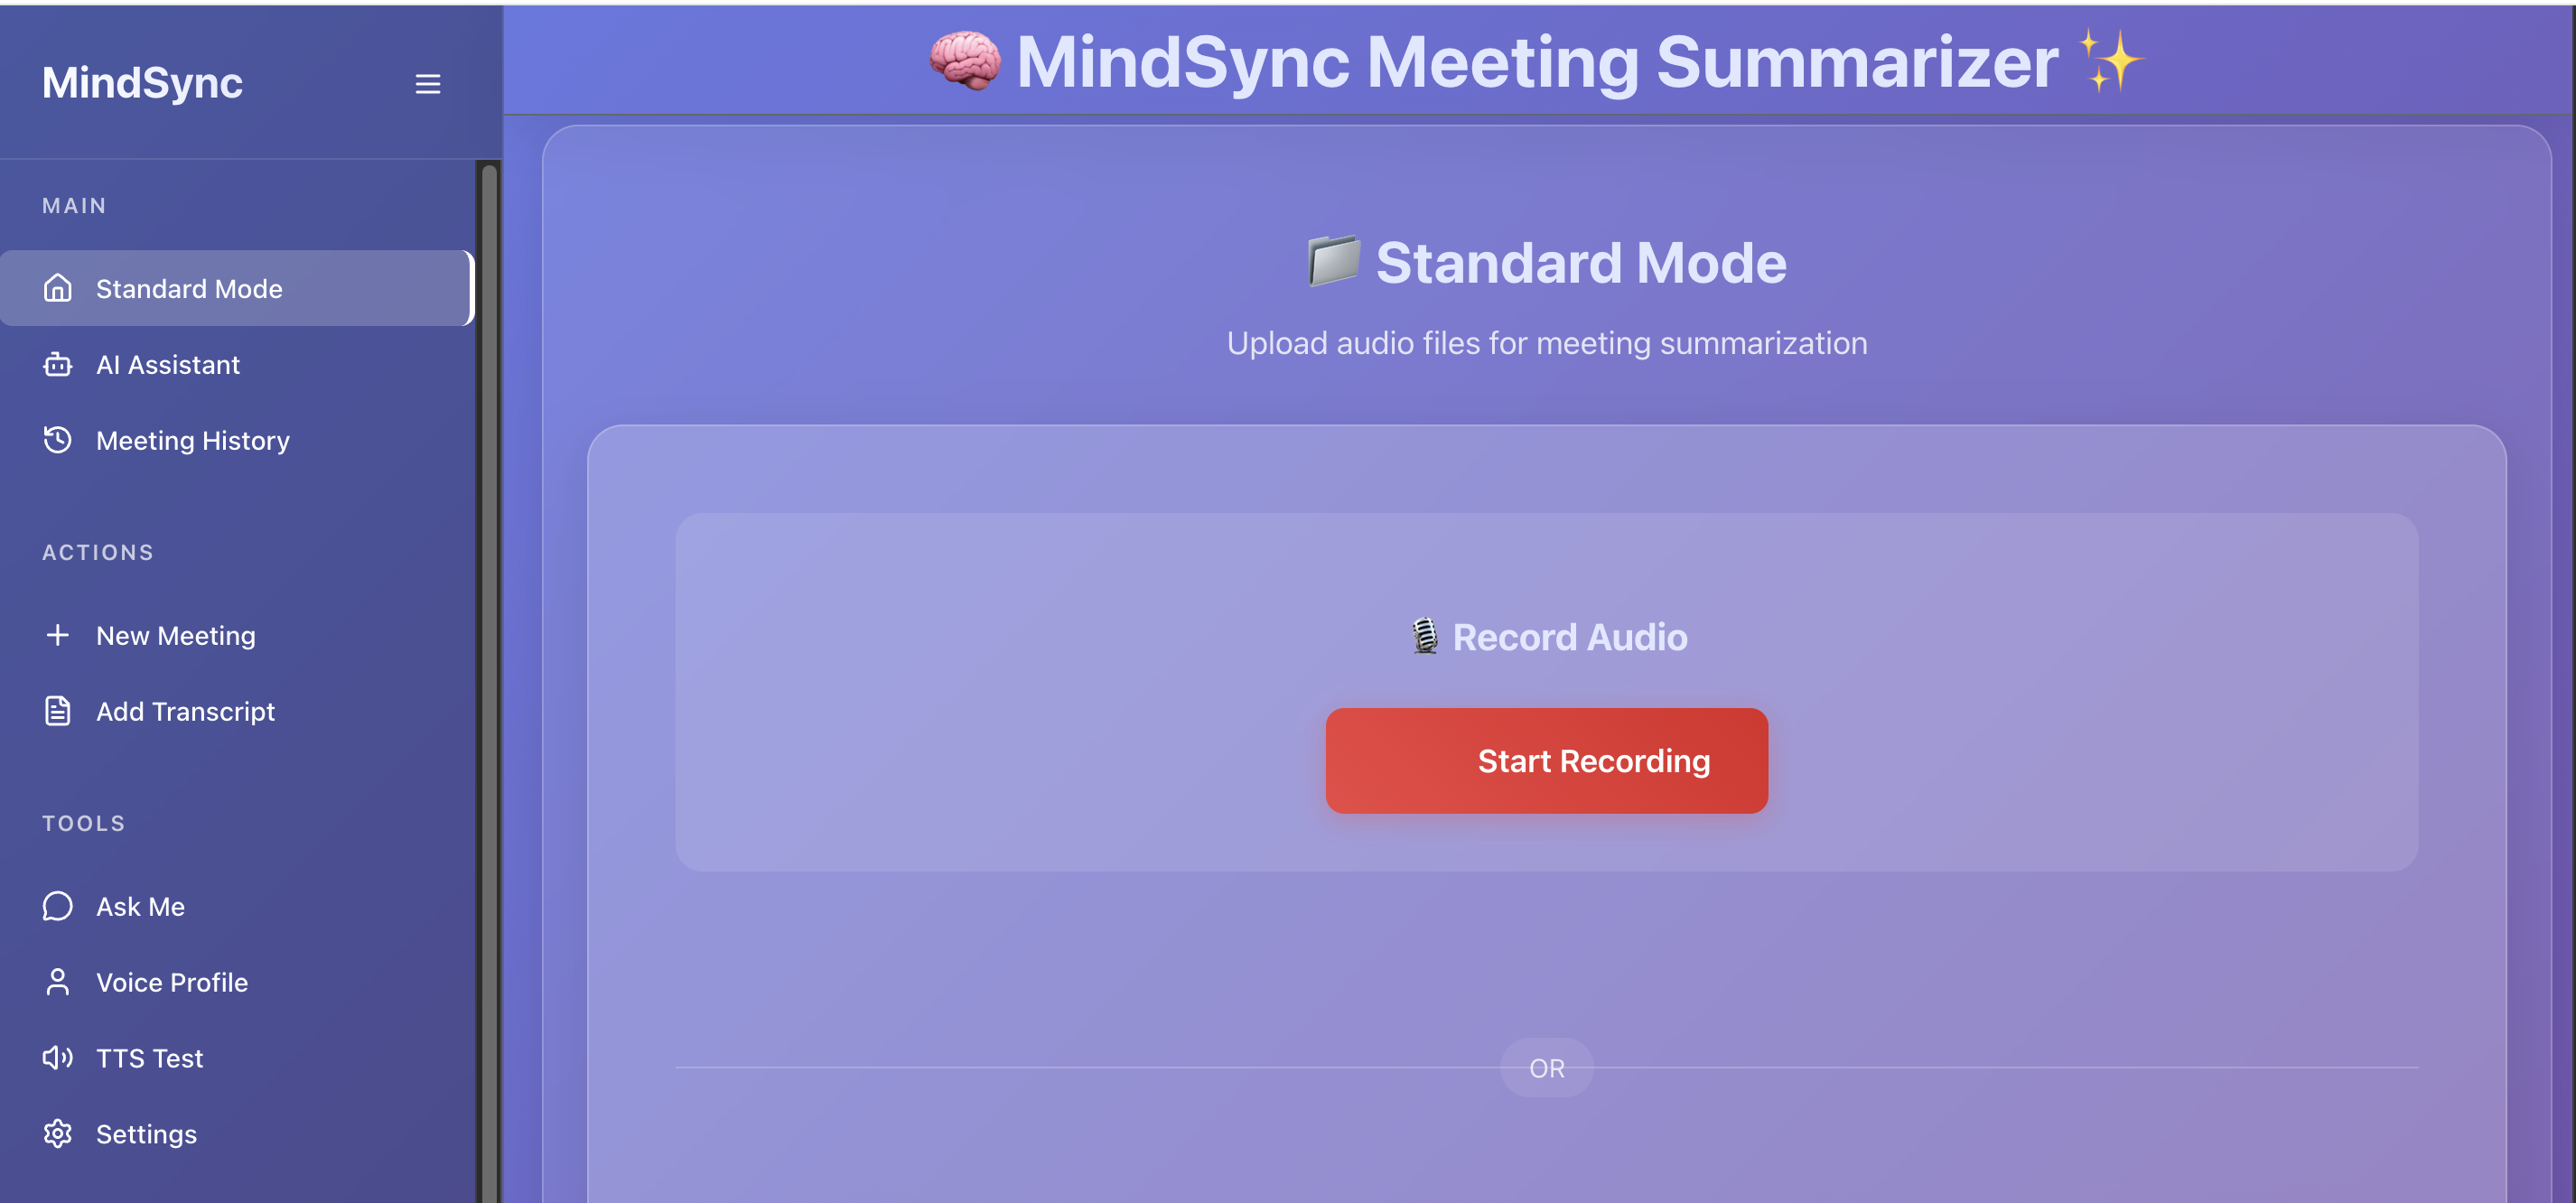 MindSync
MAIN
Standard Mode
AI Assistant
Meeting History
ACTIONS
New Meeting
Add Transcript
TOOLS
Ask Me
Voice Profile
TTS Test
Settings
🧠 MindSync Meeting Summarizer ✨
📁 Standard Mode
Upload audio files for meeting summarization
🎙️ Record Audio
Start Recording
OR